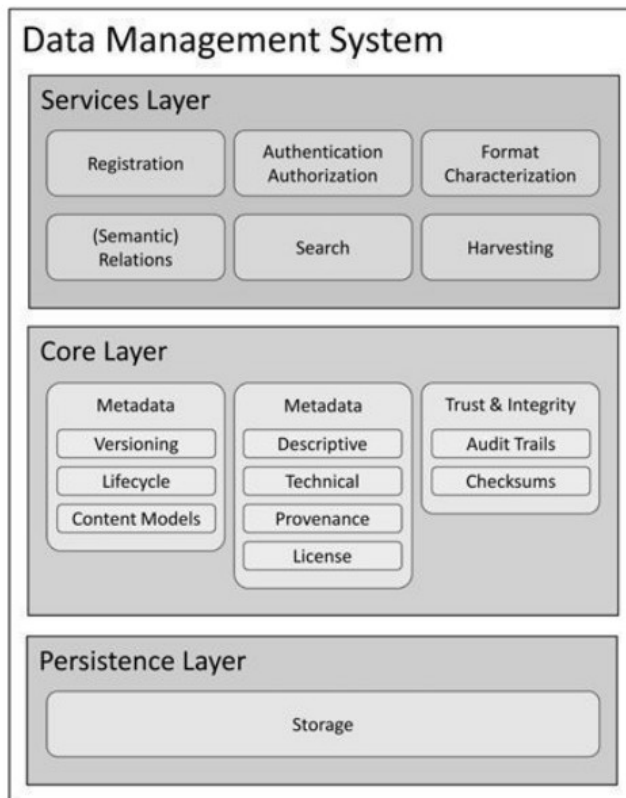 Data Management System
Services Layer
Registration
Authentication
Authorization
Format
Characterization
(Semantic)
Relations
Search
Harvesting
Core Layer
Metadata
Versioning
Lifecycle
Content Models
Metadata
Descriptive
Technical
Provenance
License
Trust & Integrity
Audit Trails
Checksums
Persistence Layer
Storage